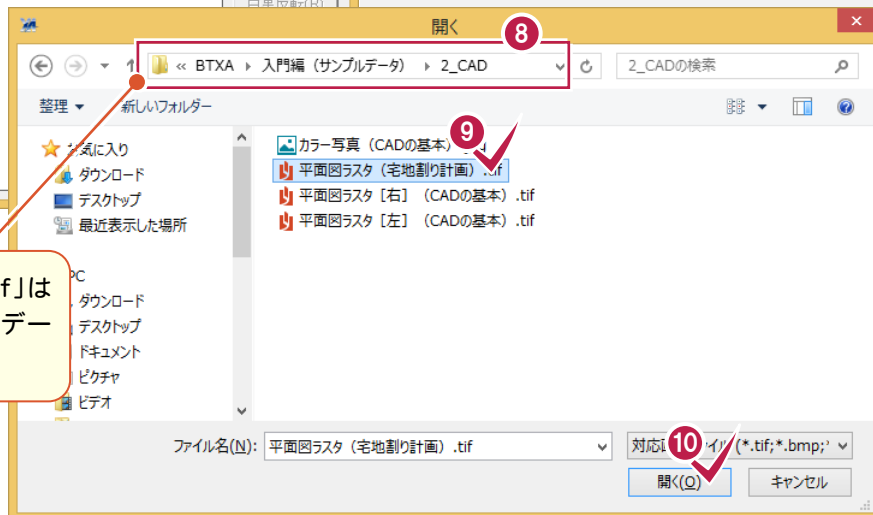 白黒反転(R)
開く
8
« BTXA ▸ 入門編（サンプルデータ） ▸ 2_CAD
2_CADの検索
整理
新しいフォルダー
お気に入り
ダウンロード
デスクトップ
最近表示した場所
PC
ダウンロード
デスクトップ
ドキュメント
ピクチャ
ビデオ
9
カラー写真（CADの基本）
平面図ラスタ（宅地割り計画）.tif
平面図ラスタ［右］（CADの基本）.tif
平面図ラスタ［左］（CADの基本）.tif
f」は
デー
ファイル名(N):
平面図ラスタ（宅地割り計画）.tif
10
(*.tif;*.bmp;
開く(O)
キャンセル